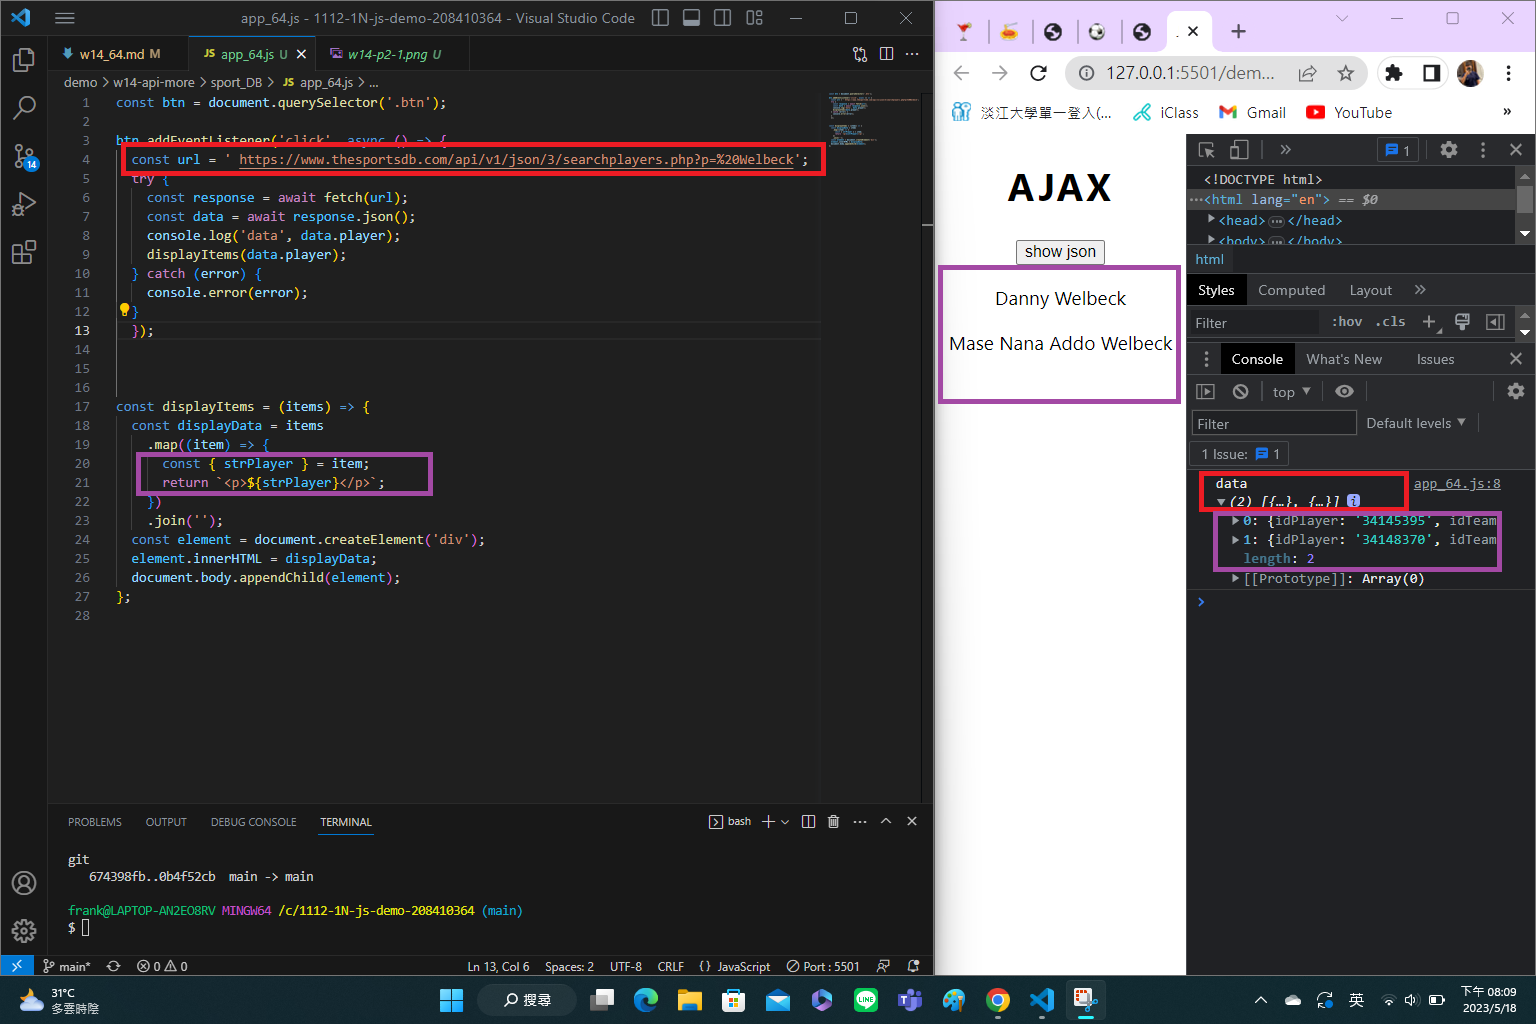 app_64.js - 1112-1N-js-demo-208410364 - Visual Studio Code
w14_64.md M
JS app_64.js U
w14-p2-1.png U
demo > w14-api-more > sport_DB > JS app_64.js > ...
1 const btn = document.querySelector('.btn');
2
3 btn.addEventListener('click', async () => {
4 const url = ' https://www.thesportsdb.com/api/v1/json/3/searchplayers.php?p=%20Welbeck';
5 try {
6 const response = await fetch(url);
7 const data = await response.json();
8 console.log('data', data.player);
9 displayItems(data.player);
10 } catch (error) {
11 console.error(error);
12 }
13 });
14
15
16
17 const displayItems = (items) => {
18 const displayData = items
19 .map((item) => {
20 const { strPlayer } = item;
21 return `<p>${strPlayer}</p>`;
22 })
23 .join('');
24 const element = document.createElement('div');
25 element.innerHTML = displayData;
26 document.body.appendChild(element);
27 };
28
14
PROBLEMS OUTPUT DEBUG CONSOLE TERMINAL
bash
git
674398fb..0b4f52cb main -> main
frank@LAPTOP-AN2EO8RV MINGW64 /c/1112-1N-js-demo-208410364 (main)
$
main* 0 0 Ln 13, Col 6 Spaces: 2 UTF-8 CRLF {} JavaScript Port : 5501
127.0.0.1:5501/dem...
淡江大學單一登入(... iClass Gmail YouTube »
AJAX
show json
Danny Welbeck
Mase Nana Addo Welbeck
» 1
<!DOCTYPE html>
<html lang="en"> == $0
<head> ... </head>
<body> ... </body>
html
Styles Computed Layout »
Filter :hov .cls
Console What's New Issues
top
Filter Default levels
1 Issue: 1
data app_64.js:8
(2) [{…}, {…}] i
0: {idPlayer: '34145395', idTeam
1: {idPlayer: '34148370', idTeam
length: 2
[[Prototype]]: Array(0)
31°C
多雲時陰
搜尋
LINE
英
下午 08:09
2023/5/18